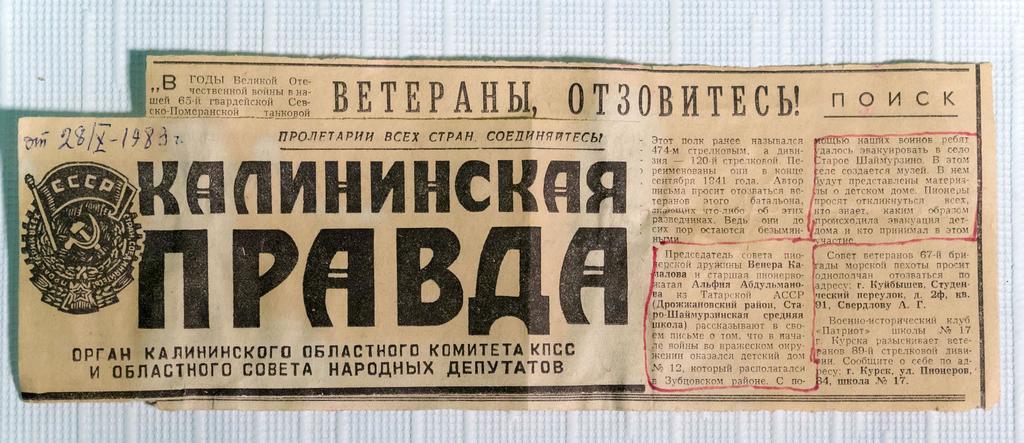 „В ГОДЫ Великой Оте-
чественной войны в на-
шей 65-й гвардейской Сев-
ско-Померанской танковой
ВЕТЕРАНЫ, ОТЗОВИТЕСЬ!
ПОИСК
от 28/X-1983 г.
ПРОЛЕТАРИИ ВСЕХ СТРАН, СОЕДИНЯЙТЕСЬ!
СССР
КАЛИНИНСКАЯ
ПРАВДА
ОРГАН КАЛИНИНСКОГО ОБЛАСТНОГО КОМИТЕТА КПСС
И ОБЛАСТНОГО СОВЕТА НАРОДНЫХ ДЕПУТАТОВ
Этот полк ранее назывался
474-м стрелковым, а диви-
зия — 120-й стрелковой. Пе-
реименованы они в конце
сентября 1941 года. Автор
письма просит отозваться ве-
теранов этого батальона,
знающих что-либо об этих
разведчиках. Ведь они до
сих пор остаются безымян-
ными.
Председатель совета пио-
нерской дружины Венера Ка-
малова и старшая пионерво-
жатая Альфия Абдульмано-
ва из Татарской АССР
(Дрожжановский район, Ста-
ро-Шаймурзинская средняя
школа) рассказывают в сво-
ем письме о том, что в нача-
ле войны во вражеском окру-
жении оказался детский дом
№ 12, который располагался
в Зубцовском районе. С по-
мощью наших воинов ребят
удалось эвакуировать в село
Старое Шаймурзино. В этом
селе создается музей. В нем
будут представлены материа-
лы о детском доме. Пионеры
просят откликнуться всех,
кто знает, каким образом
происходила эвакуация дет-
дома и кто принимал в этом
участие.
Совет ветеранов 67-й бри-
гады морской пехоты просит
однополчан отозваться по
адресу: г. Куйбышев, Студен-
ческий переулок, д. 2ф, кв.
91, Свердлову А. Г.
Военно-исторический клуб
«Патриот» школы № 17
г. Курска разыскивает вете-
ранов 89-й стрелковой диви-
зии. Сообщите о себе по ад-
ресу: г. Курск, ул. Пионеров,
84, школа № 17.